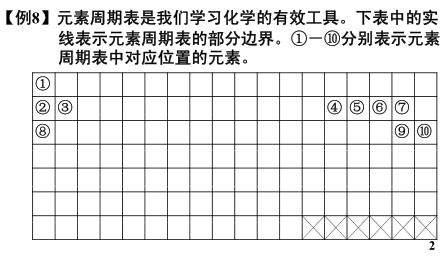 【例8】元素周期表是我们学习化学的有效工具。下表中的实
线表示元素周期表的部分边界。①－⑩分别表示元素
周期表中对应位置的元素。
①
② ③ ④ ⑤ ⑥ ⑦
⑧ ⑨ ⑩
2